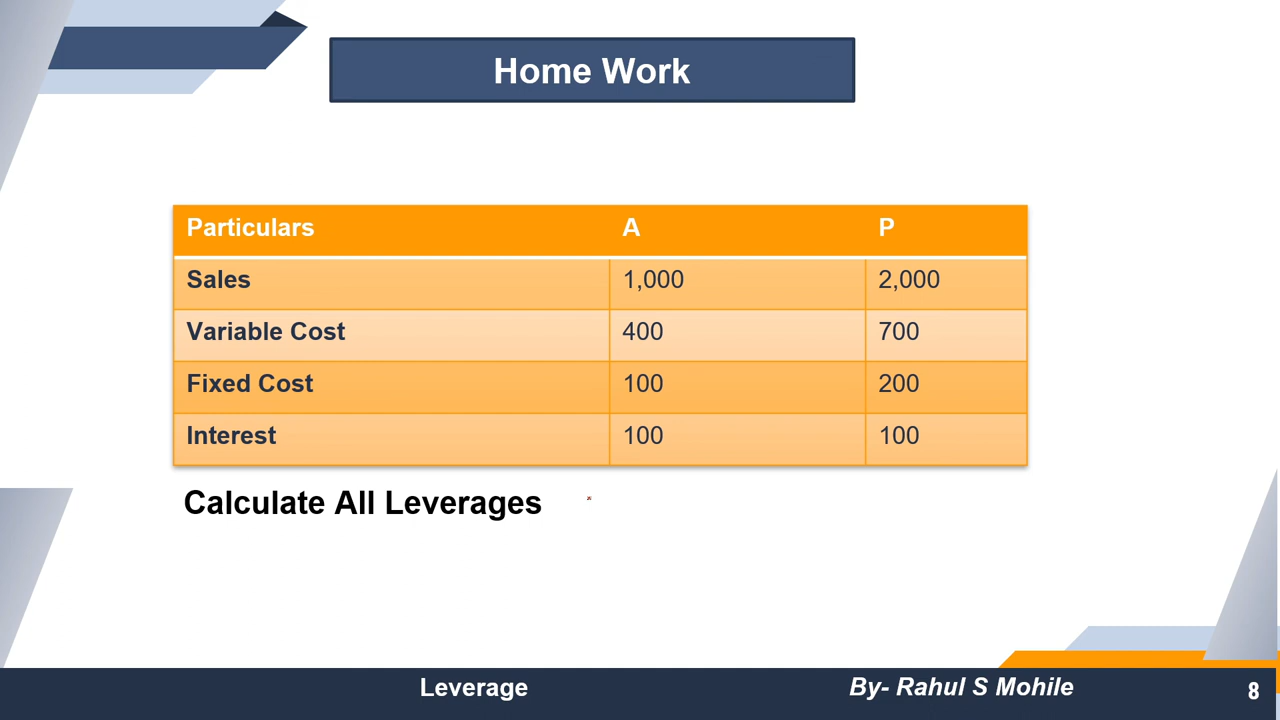 Home Work
Particulars A P
Sales 1,000 2,000
Variable Cost 400 700
Fixed Cost 100 200
Interest 100 100
Calculate All Leverages
Leverage By- Rahul S Mohile 8